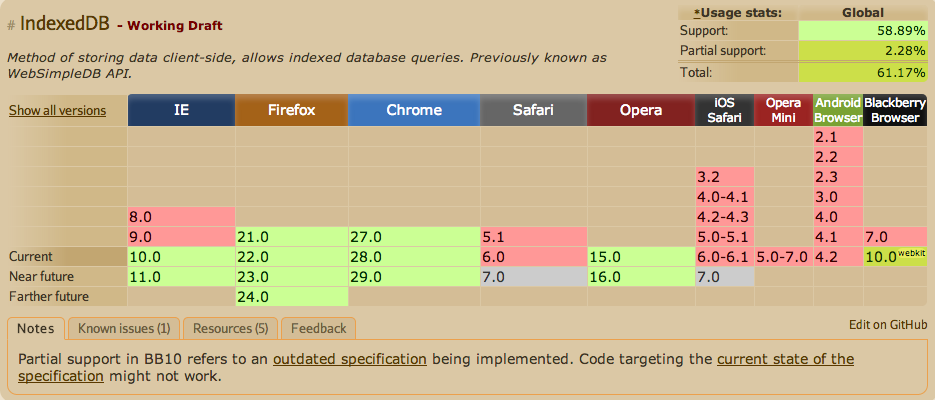 # IndexedDB - Working Draft
*Usage stats: Global
Support: 58.89%
Partial support: 2.28%
Total: 61.17%
Method of storing data client-side, allows indexed database queries. Previously known as
WebSimpleDB API.
Show all versions IE Firefox Chrome Safari Opera iOS Safari Opera Mini Android Browser Blackberry Browser
2.1
2.2
3.2 2.3
4.0-4.1 3.0
8.0 4.2-4.3 4.0
9.0 21.0 27.0 5.1 5.0-5.1 4.1 7.0
Current 10.0 22.0 28.0 6.0 15.0 6.0-6.1 5.0-7.0 4.2 10.0 webkit
Near future 11.0 23.0 29.0 7.0 16.0 7.0
Farther future 24.0
Notes Known issues (1) Resources (5) Feedback Edit on GitHub
Partial support in BB10 refers to an outdated specification being implemented. Code targeting the current state of the
specification might not work.